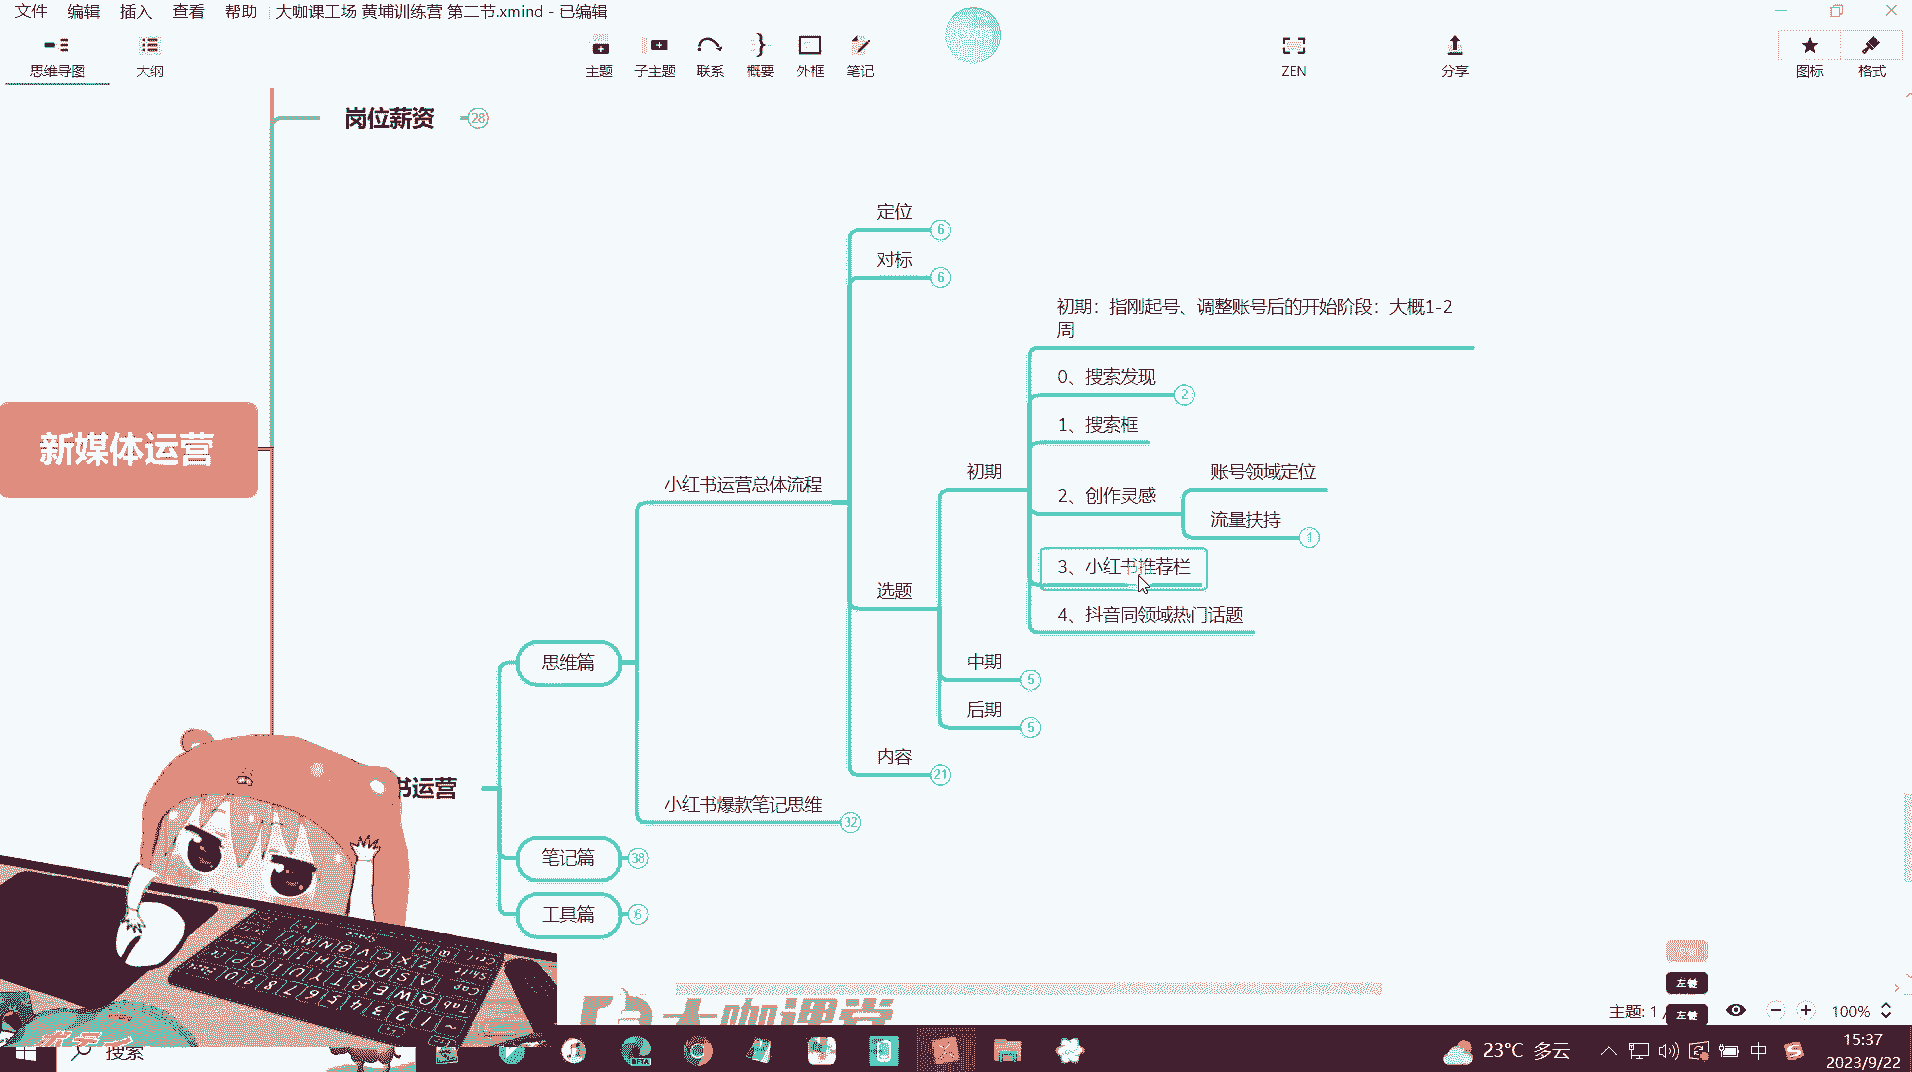 文件 编辑 插入 查看 帮助 大咖课工场 黄埔训练营 第二节.xmind - 已编辑
思维导图 大纲 主题 子主题 联系 概要 外框 笔记 ZEN 分享 图标 格式
岗位薪资 28
定位 6
对标 6
初期：指刚起号、调整账号后的开始阶段：大概1-2
周
0、搜索发现 2
1、搜索框
初期
账号领域定位
小红书运营总体流程
2、创作灵感
流量扶持 1
新媒体运营
3、小红书推荐栏
选题
4、抖音同领域热门话题
思维篇
中期 5
后期 5
内容 21
书运营
小红书爆款笔记思维 32
笔记篇 38
工具篇 6
左键
主题: 1 / 左键 100%
大咖课堂
搜索 BETA 23°C 多云 中 15:37
2023/9/22